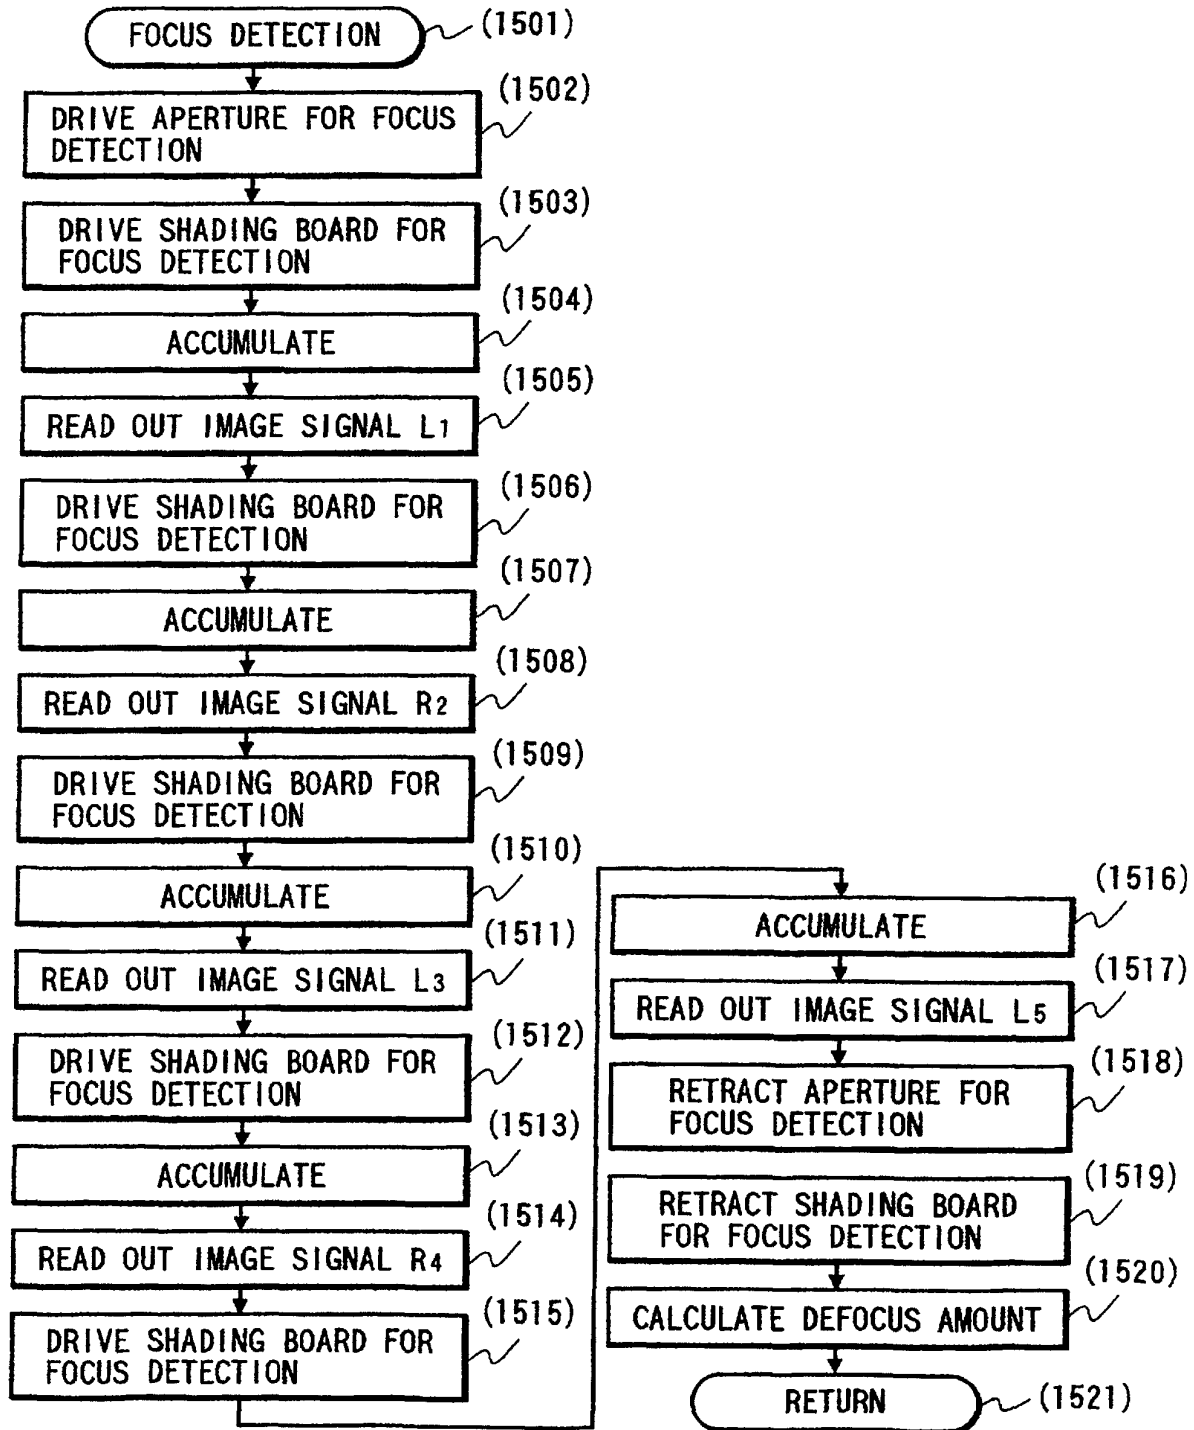 FOCUS DETECTION
(1501)
(1502)
DRIVE APERTURE FOR FOCUS
DETECTION
(1503)
DRIVE SHADING BOARD FOR
FOCUS DETECTION
(1504)
ACCUMULATE
(1505)
READ OUT IMAGE SIGNAL L1
(1506)
DRIVE SHADING BOARD FOR
FOCUS DETECTION
(1507)
ACCUMULATE
(1508)
READ OUT IMAGE SIGNAL R2
(1509)
DRIVE SHADING BOARD FOR
FOCUS DETECTION
(1510)
ACCUMULATE
(1511)
READ OUT IMAGE SIGNAL L3
(1512)
DRIVE SHADING BOARD FOR
FOCUS DETECTION
(1513)
ACCUMULATE
(1514)
READ OUT IMAGE SIGNAL R4
(1515)
DRIVE SHADING BOARD FOR
FOCUS DETECTION
(1516)
ACCUMULATE
(1517)
READ OUT IMAGE SIGNAL L5
(1518)
RETRACT APERTURE FOR
FOCUS DETECTION
(1519)
RETRACT SHADING BOARD
FOR FOCUS DETECTION
(1520)
CALCULATE DEFOCUS AMOUNT
RETURN
(1521)